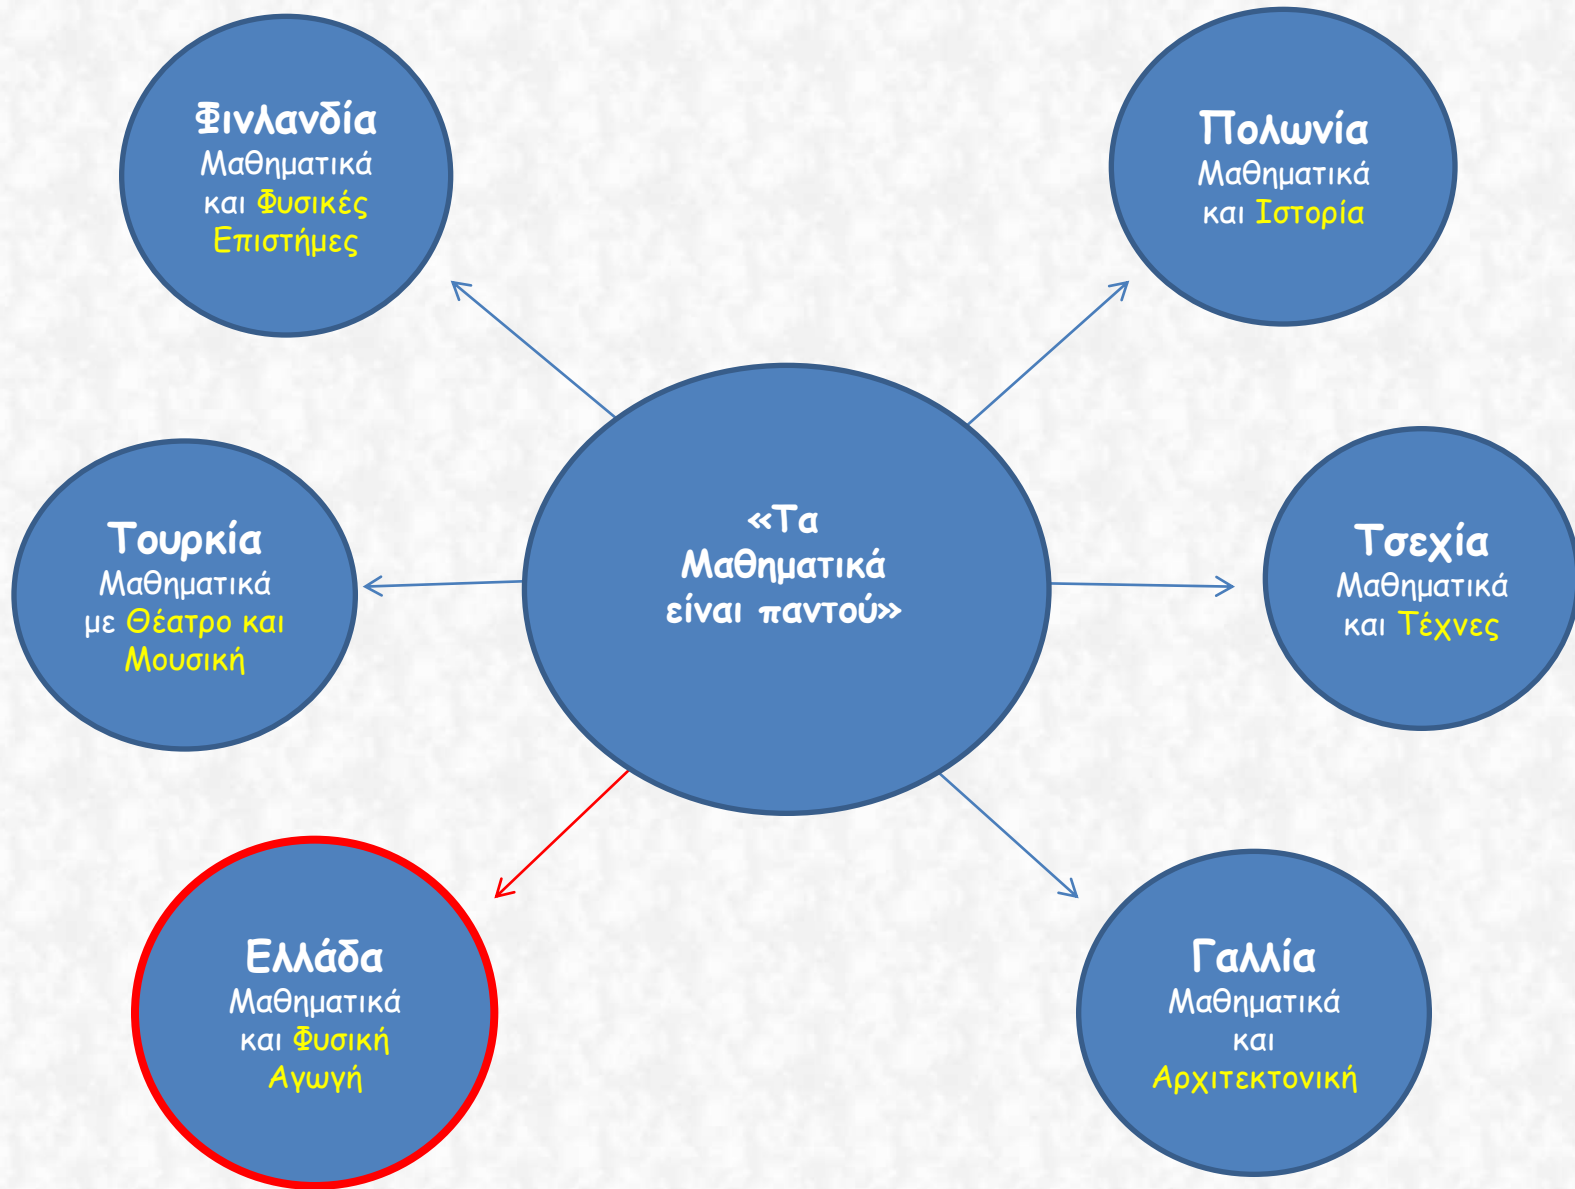 Φινλανδία
Μαθηματικά
και Φυσικές
Επιστήμες
Πολωνία
Μαθηματικά
και Ιστορία
Τουρκία
Μαθηματικά
με Θέατρο και
Μουσική
«Τα
Μαθηματικά
είναι παντού»
Τσεχία
Μαθηματικά
και Τέχνες
Ελλάδα
Μαθηματικά
και Φυσική
Αγωγή
Γαλλία
Μαθηματικά
και
Αρχιτεκτονική